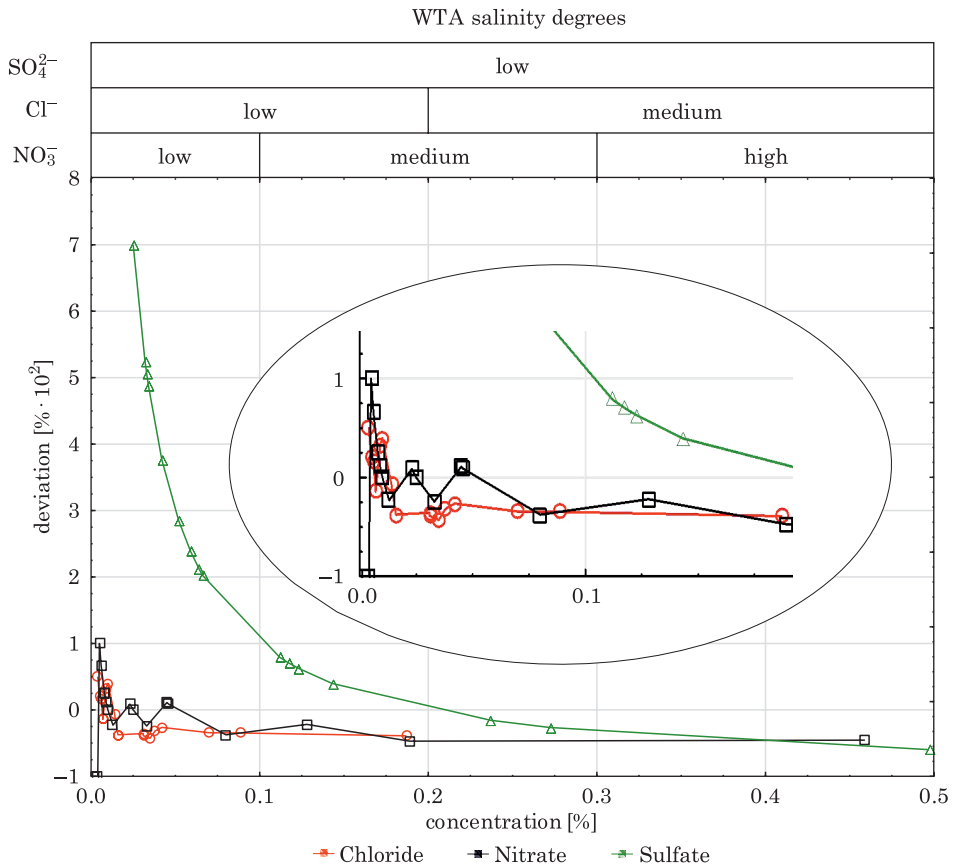 WTA salinity degrees
SO₄²⁻ low
Cl⁻ low medium
NO₃⁻ low medium high
8
7
6
5
4
3
2
1
0
−1
deviation [% · 10²]
1
0
−1
0.0 0.1
0.0 0.1 0.2 0.3 0.4 0.5
concentration [%]
Chloride Nitrate Sulfate